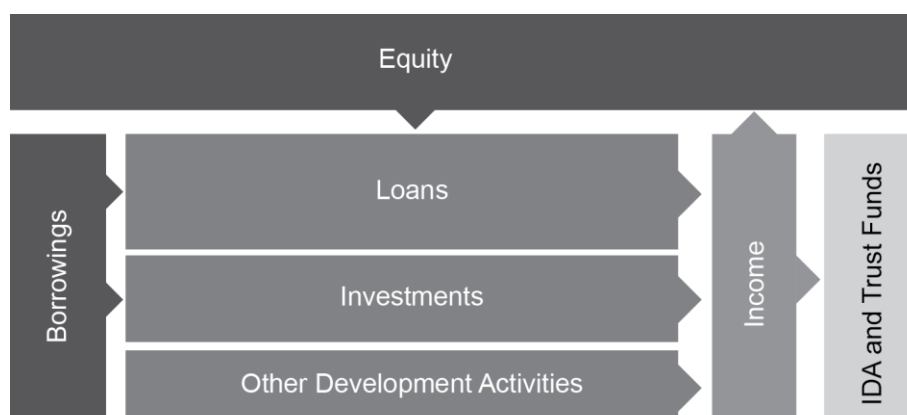 Equity
Borrowings
Loans
Investments
Other Development Activities
Income
IDA and Trust Funds